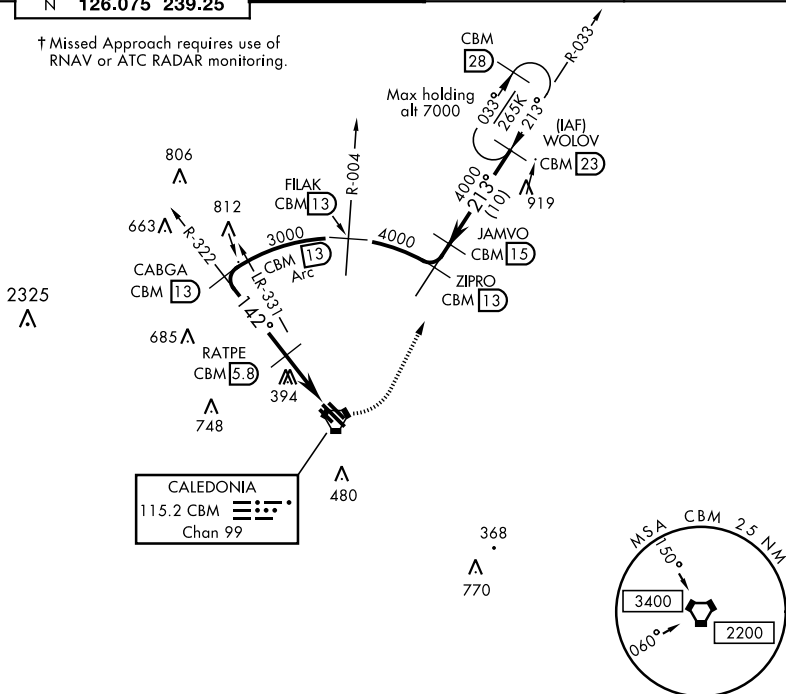 N 126.075 239.25
† Missed Approach requires use of
RNAV or ATC RADAR monitoring.
CBM
28
R-033
Max holding
alt 7000
033°
265K
213°
(IAF)
WOLOV
CBM 23
919
4000
213°
(10)
JAMVO
CBM 15
ZIPRO
CBM 13
806
R-004
FILAK
CBM 13
812
663
R-322
3000
4000
CBM 13
Arc
CABGA
CBM 13
LR-331
142°
2325
685
RATPE
CBM 5.8
394
748
CALEDONIA
115.2 CBM
Chan 99
480
368
770
MSA CBM 25 NM
150°
3400
060°
2200